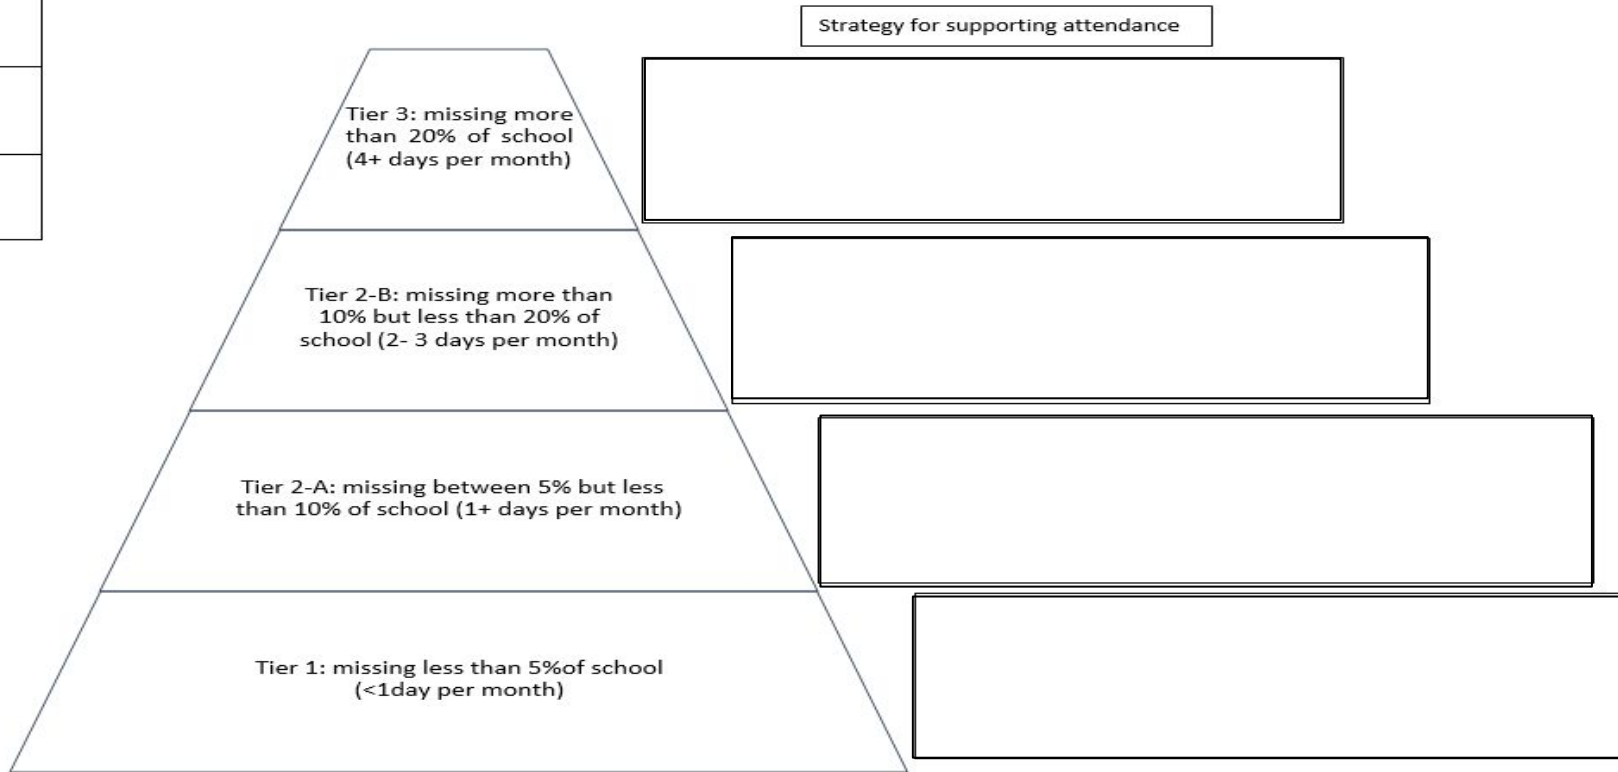 Strategy for supporting attendance
Tier 3: missing more
than 20% of school
(4+ days per month)
Tier 2-B: missing more than
10% but less than 20% of
school (2- 3 days per month)
Tier 2-A: missing between 5% but less
than 10% of school (1+ days per month)
Tier 1: missing less than 5%of school
(<1day per month)